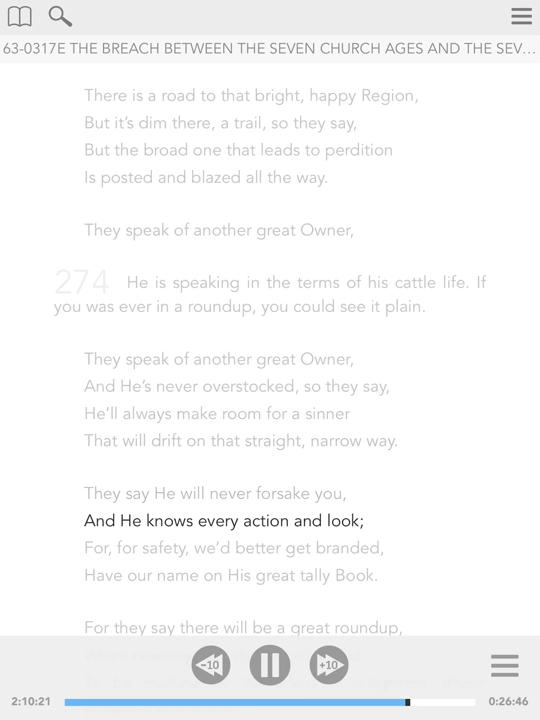 63-0317E THE BREACH BETWEEN THE SEVEN CHURCH AGES AND THE SEV...
There is a road to that bright, happy Region,
But it's dim there, a trail, so they say,
But the broad one that leads to perdition
Is posted and blazed all the way.
They speak of another great Owner,
274 He is speaking in the terms of his cattle life. If
you was ever in a roundup, you could see it plain.
They speak of another great Owner,
And He's never overstocked, so they say,
He'll always make room for a sinner
That will drift on that straight, narrow way.
They say He will never forsake you,
And He knows every action and look;
For, for safety, we'd better get branded,
Have our name on His great tally Book.
For they say there will be a great roundup,
-10 +10
2:10:21 0:26:46